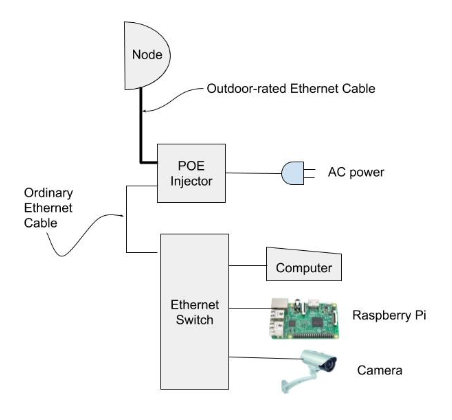 Node
Outdoor-rated Ethernet Cable
POE
Injector
AC power
Ordinary
Ethernet
Cable
Computer
Ethernet
Switch
Raspberry Pi
Camera